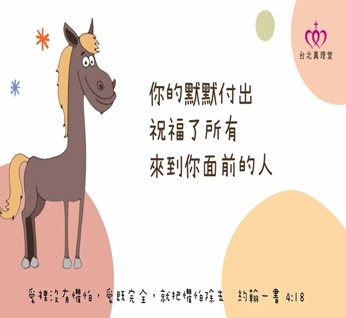 台北真理堂
你的默默付出
祝福了所有
來到你面前的人
愛裡沒有懼怕，愛既完全，就把懼怕除去 約翰一書 4:18